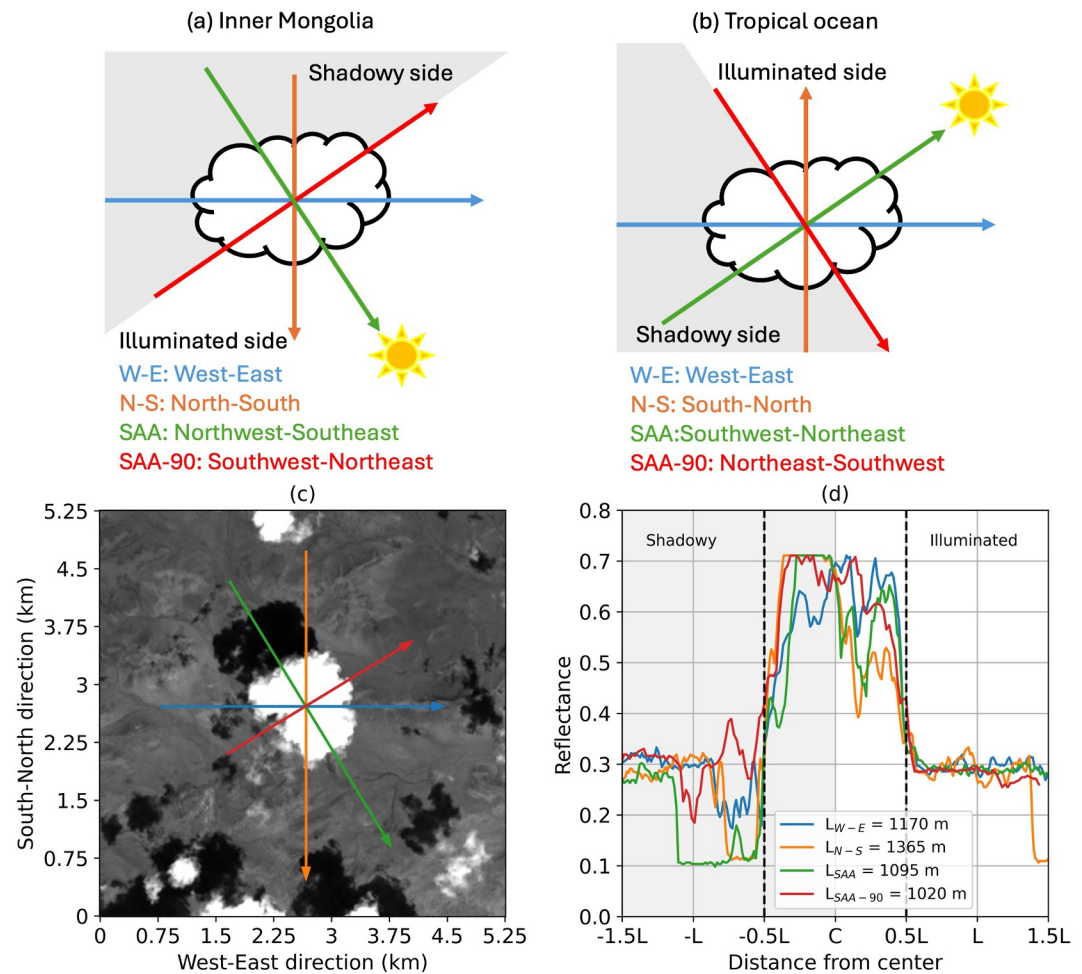 (a) Inner Mongolia
Shadowy side
Illuminated side
W-E: West-East
N-S: North-South
SAA: Northwest-Southeast
SAA-90: Southwest-Northeast
(b) Tropical ocean
Illuminated side
Shadowy side
W-E: West-East
N-S: South-North
SAA:Southwest-Northeast
SAA-90: Northeast-Southwest
(c)
5.25
4.5
3.75
3
2.25
1.5
0.75
0
South-North direction (km)
0 0.75 1.5 2.25 3 3.75 4.5 5.25
West-East direction (km)
(d)
0.8
0.7
0.6
0.5
0.4
0.3
0.2
0.1
0.0
Reflectance
Shadowy
Illuminated
L_{W-E} = 1170 m
L_{N-S} = 1365 m
L_{SAA} = 1095 m
L_{SAA-90} = 1020 m
-1.5L -L -0.5L C 0.5L L 1.5L
Distance from center